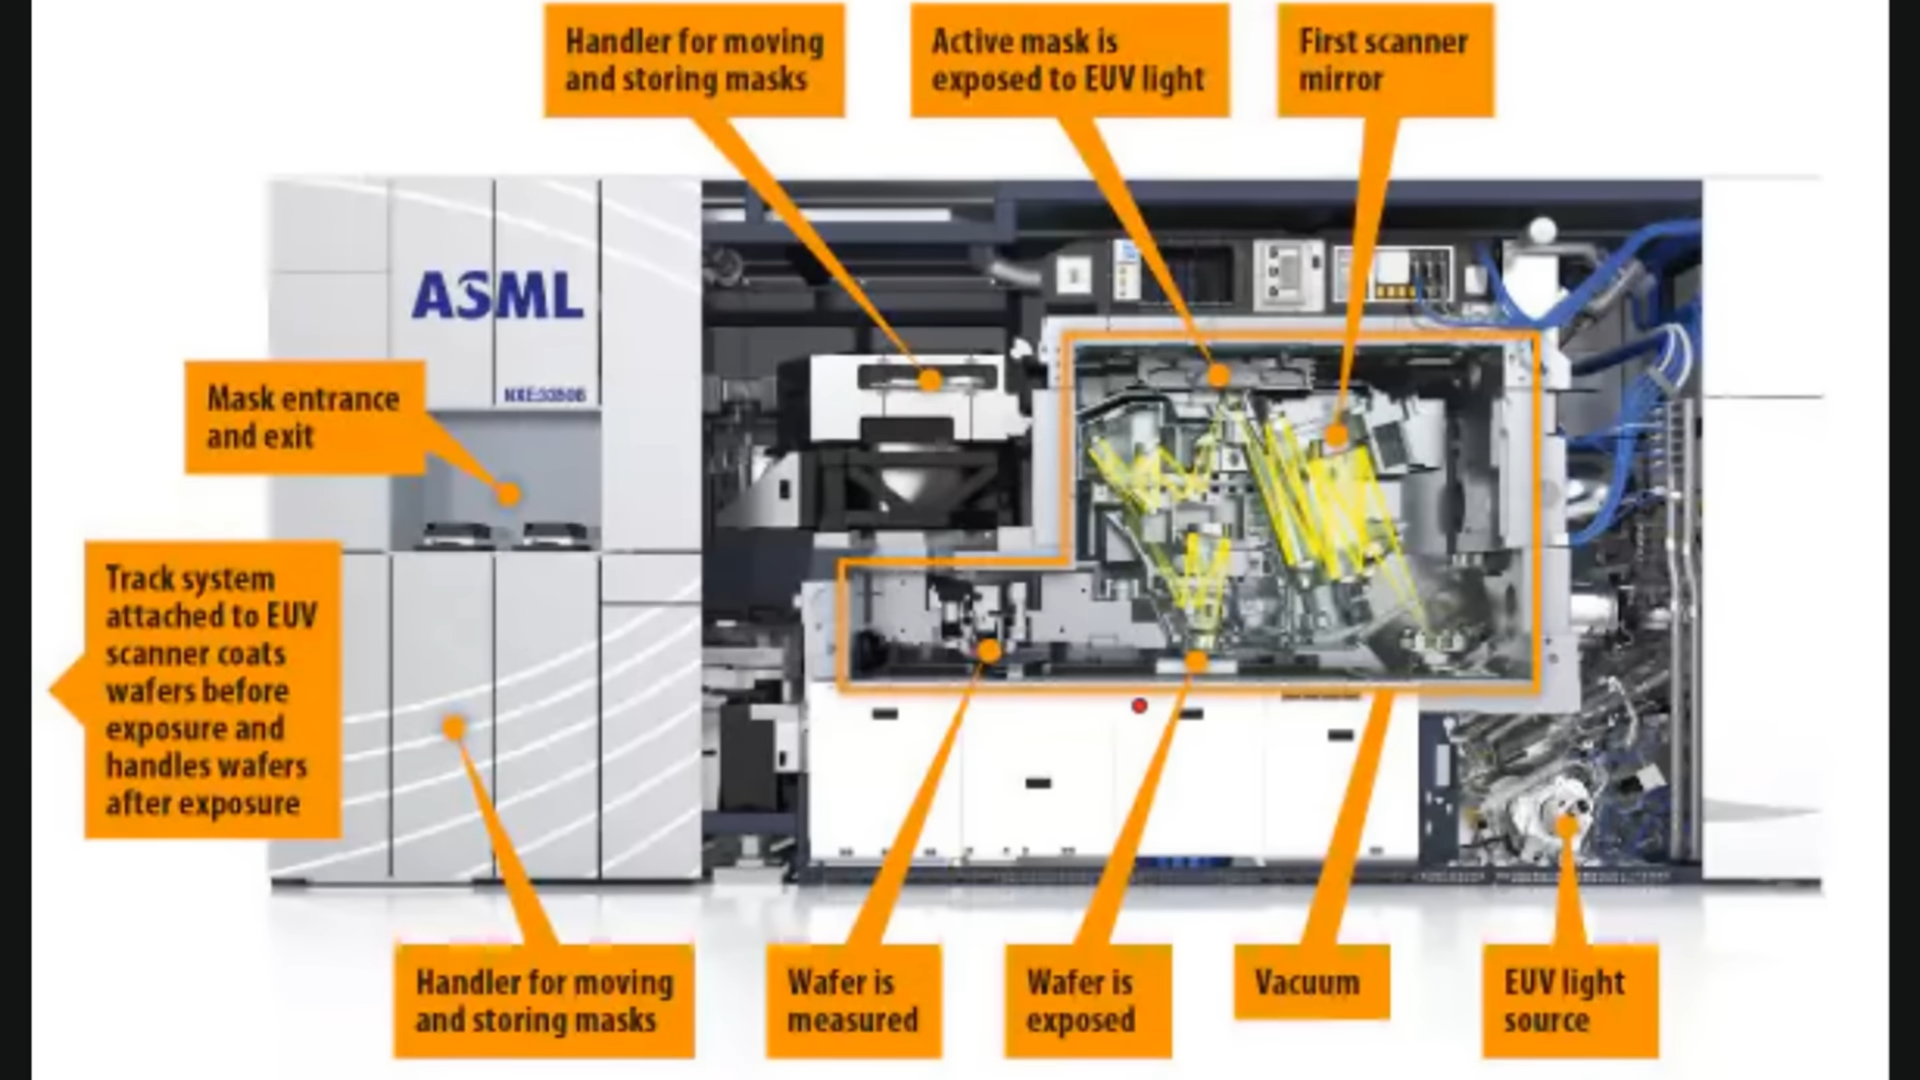 Handler for moving
and storing masks
Active mask is
exposed to EUV light
First scanner
mirror
ASML
Mask entrance
and exit
Track system
attached to EUV
scanner coats
wafers before
exposure and
handles wafers
after exposure
Handler for moving
and storing masks
Wafer is
measured
Wafer is
exposed
Vacuum
EUV light
source